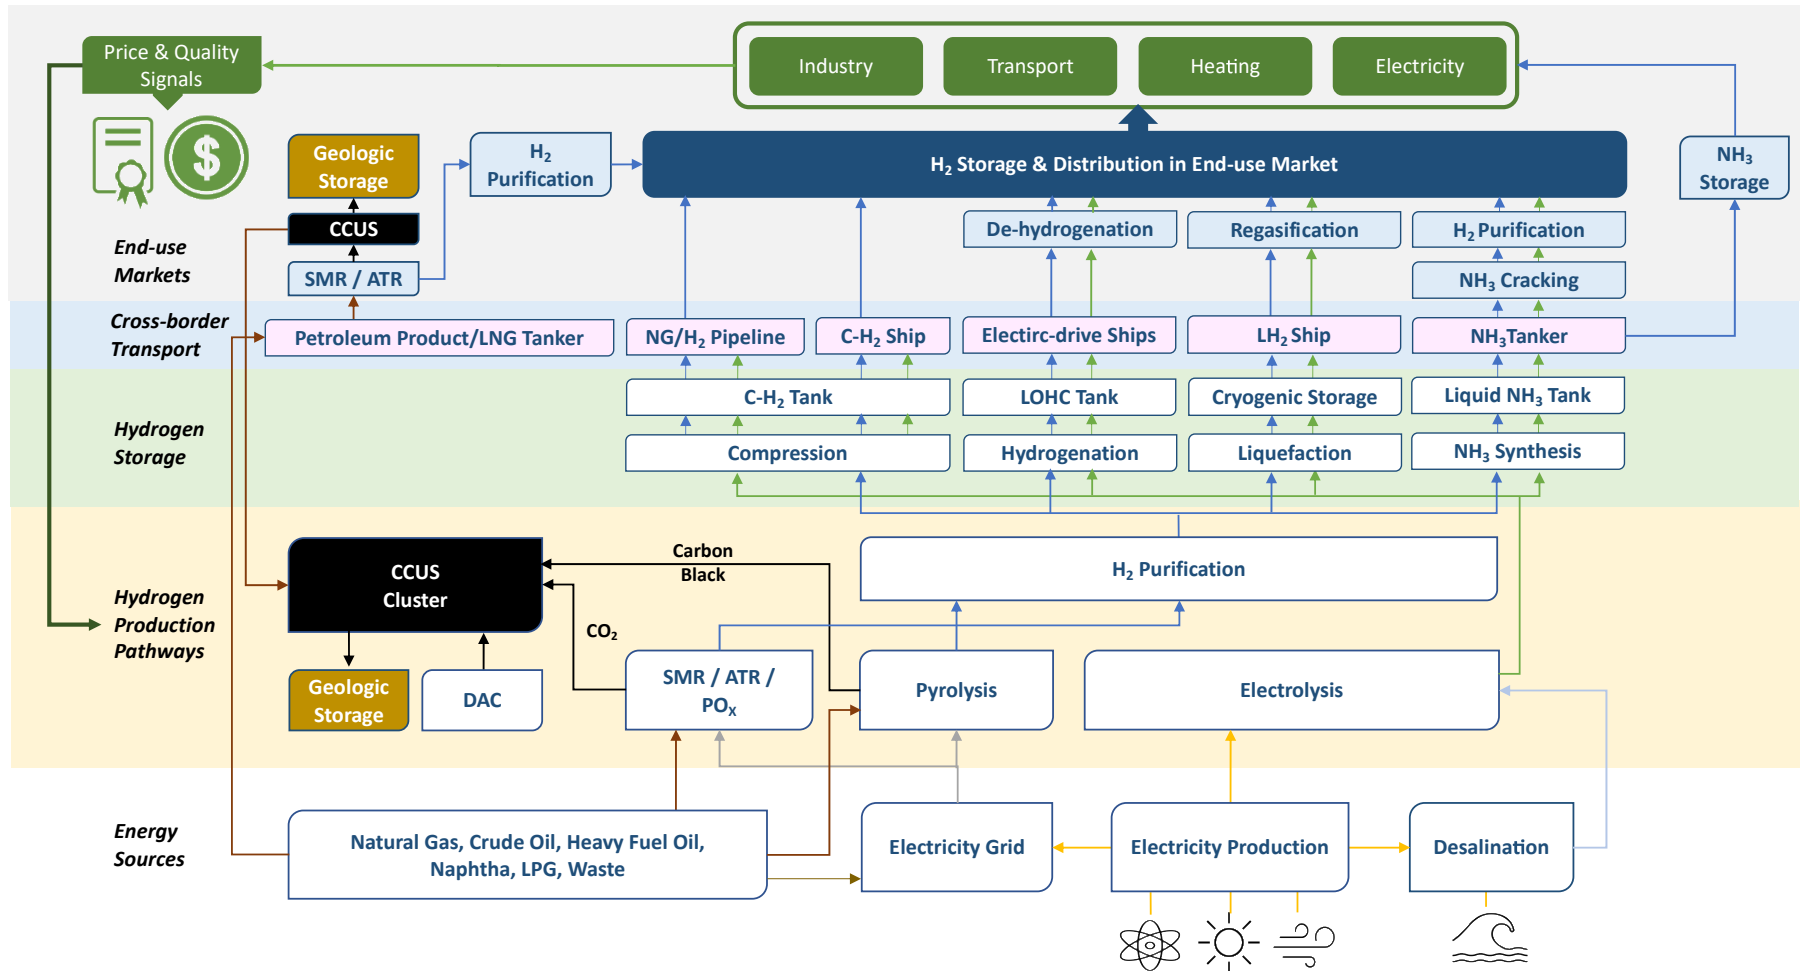 Price & Quality
Signals
Industry
Transport
Heating
Electricity
$
Geologic
Storage
H₂
Purification
H₂ Storage & Distribution in End-use Market
NH₃
Storage
CCUS
De-hydrogenation
Regasification
H₂ Purification
End-use
Markets
SMR / ATR
NH₃ Cracking
Cross-border
Transport
Petroleum Product/LNG Tanker
NG/H₂ Pipeline
C-H₂ Ship
Electirc-drive Ships
LH₂ Ship
NH₃Tanker
C-H₂ Tank
LOHC Tank
Cryogenic Storage
Liquid NH₃ Tank
Hydrogen
Storage
Compression
Hydrogenation
Liquefaction
NH₃ Synthesis
CCUS
Cluster
Carbon
Black
H₂ Purification
Hydrogen
Production
Pathways
CO₂
Geologic
Storage
DAC
SMR / ATR /
POₓ
Pyrolysis
Electrolysis
Energy
Sources
Natural Gas, Crude Oil, Heavy Fuel Oil,
Naphtha, LPG, Waste
Electricity Grid
Electricity Production
Desalination